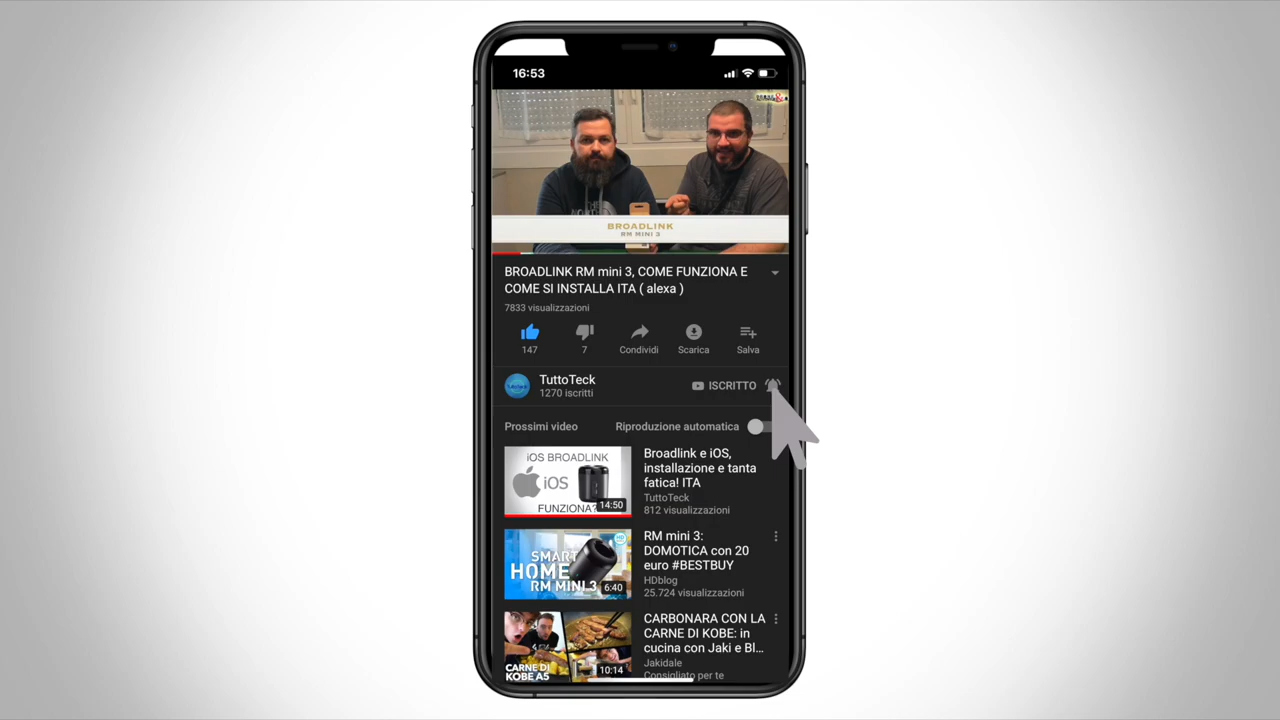 16:53
BROADLINK
RM MINI 3
BROADLINK RM mini 3, COME FUNZIONA E
COME SI INSTALLA ITA ( alexa )
7833 visualizzazioni
147
7
Condividi
Scarica
Salva
TuttoTeck
1270 iscritti
ISCRITTO
Prossimi video
Riproduzione automatica
iOS BROADLINK
iOS
FUNZIONA?
14:50
Broadlink e iOS,
installazione e tanta
fatica! ITA
TuttoTeck
812 visualizzazioni
SMART
HOME
RM MINI 3
HD
6:40
RM mini 3:
DOMOTICA con 20
euro #BESTBUY
HDblog
25.724 visualizzazioni
CARNE DI
KOBE A5
10:14
CARBONARA CON LA
CARNE DI KOBE: in
cucina con Jaki e Bl...
Jakidale
Consigliato per te